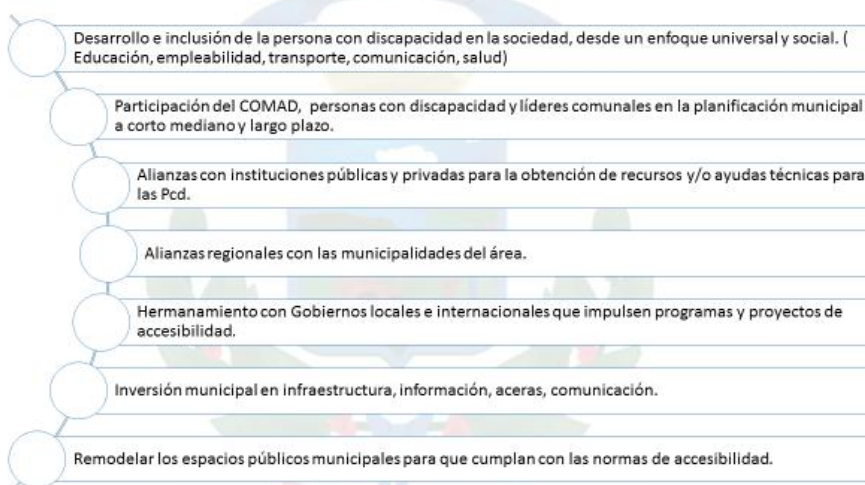 Desarrollo e inclusión de la persona con discapacidad en la sociedad, desde un enfoque universal y social. (
Educación, empleabilidad, transporte, comunicación, salud)
Participación del COMAD, personas con discapacidad y líderes comunales en la planificación municipal
a corto mediano y largo plazo.
Alianzas con instituciones públicas y privadas para la obtención de recursos y/o ayudas técnicas para
las Pcd.
Alianzas regionales con las municipalidades del área.
Hermanamiento con Gobiernos locales e internacionales que impulsen programas y proyectos de
accesibilidad.
Inversión municipal en infraestructura, información, aceras, comunicación.
Remodelar los espacios públicos municipales para que cumplan con las normas de accesibilidad.